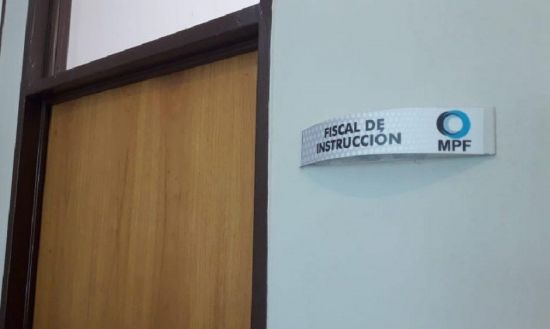 FISCAL DE
INSTRUCCIÓN
MPF